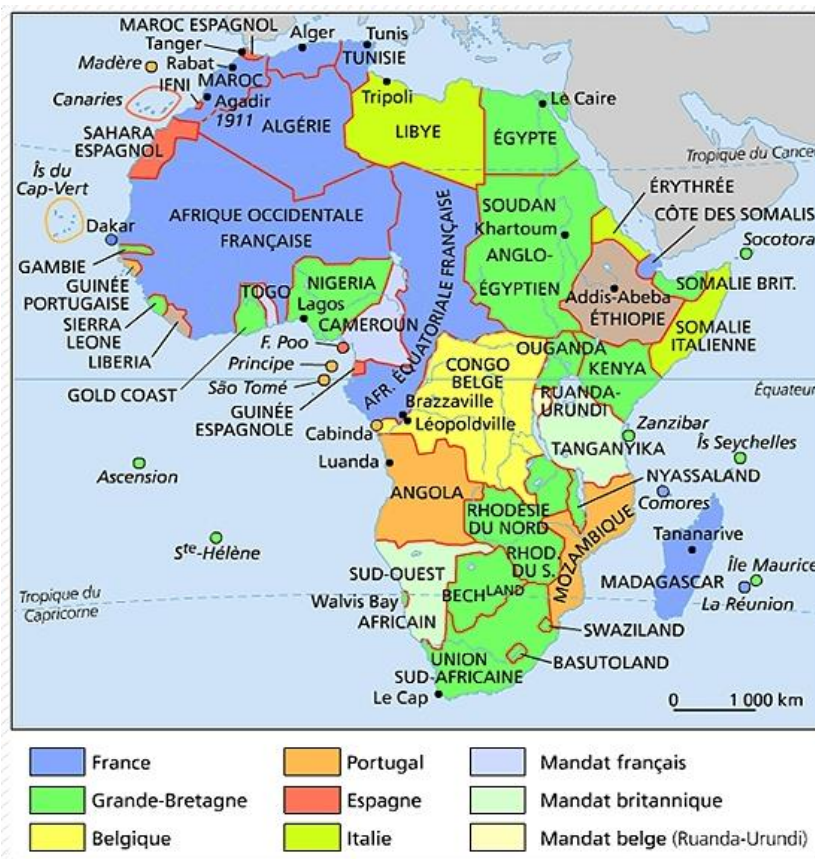 MAROC ESPAGNOL
Tanger
Alger
Tunis
Madère
Rabat
TUNISIE
IFNI
MAROC
Canaries
Agadir
1911
Tripoli
Le Caire
SAHARA
ESPAGNOL
ALGÉRIE
LIBYE
ÉGYPTE
Tropique du Cancer
Îs du
Cap-Vert
ÉRYTHRÉE
CÔTE DES SOMALIS
Socotora
Dakar
AFRIQUE OCCIDENTALE
FRANÇAISE
AFR. ÉQUATORIALE FRANÇAISE
SOUDAN
Khartoum
ANGLO-
ÉGYPTIEN
GAMBIE
GUINÉE
PORTUGAISE
SIERRA
LEONE
LIBERIA
GOLD COAST
TOGO
NIGERIA
Lagos
CAMEROUN
F. Poo
Principe
São Tomé
GUINÉE
ESPAGNOLE
Addis-Abeba
ÉTHIOPIE
SOMALIE BRIT.
SOMALIE
ITALIENNE
OUGANDA
KENYA
CONGO
BELGE
RUANDA-
URUNDI
Équateur
Brazzaville
Léopoldville
Cabinda
Luanda
TANGANYIKA
Zanzibar
Îs Seychelles
Ascension
NYASSALAND
Comores
ANGOLA
RHODÉSIE
DU NORD
RHOD.
DU S.
MOZAMBIQUE
Tananarive
MADAGASCAR
Île Maurice
La Réunion
Ste-Hélène
Tropique du
Capricorne
SUD-OUEST
AFRICAIN
Walvis Bay
BECHLAND
SWAZILAND
BASUTOLAND
UNION
SUD-AFRICAINE
Le Cap
0 1 000 km
France
Portugal
Mandat français
Grande-Bretagne
Espagne
Mandat britannique
Belgique
Italie
Mandat belge (Ruanda-Urundi)